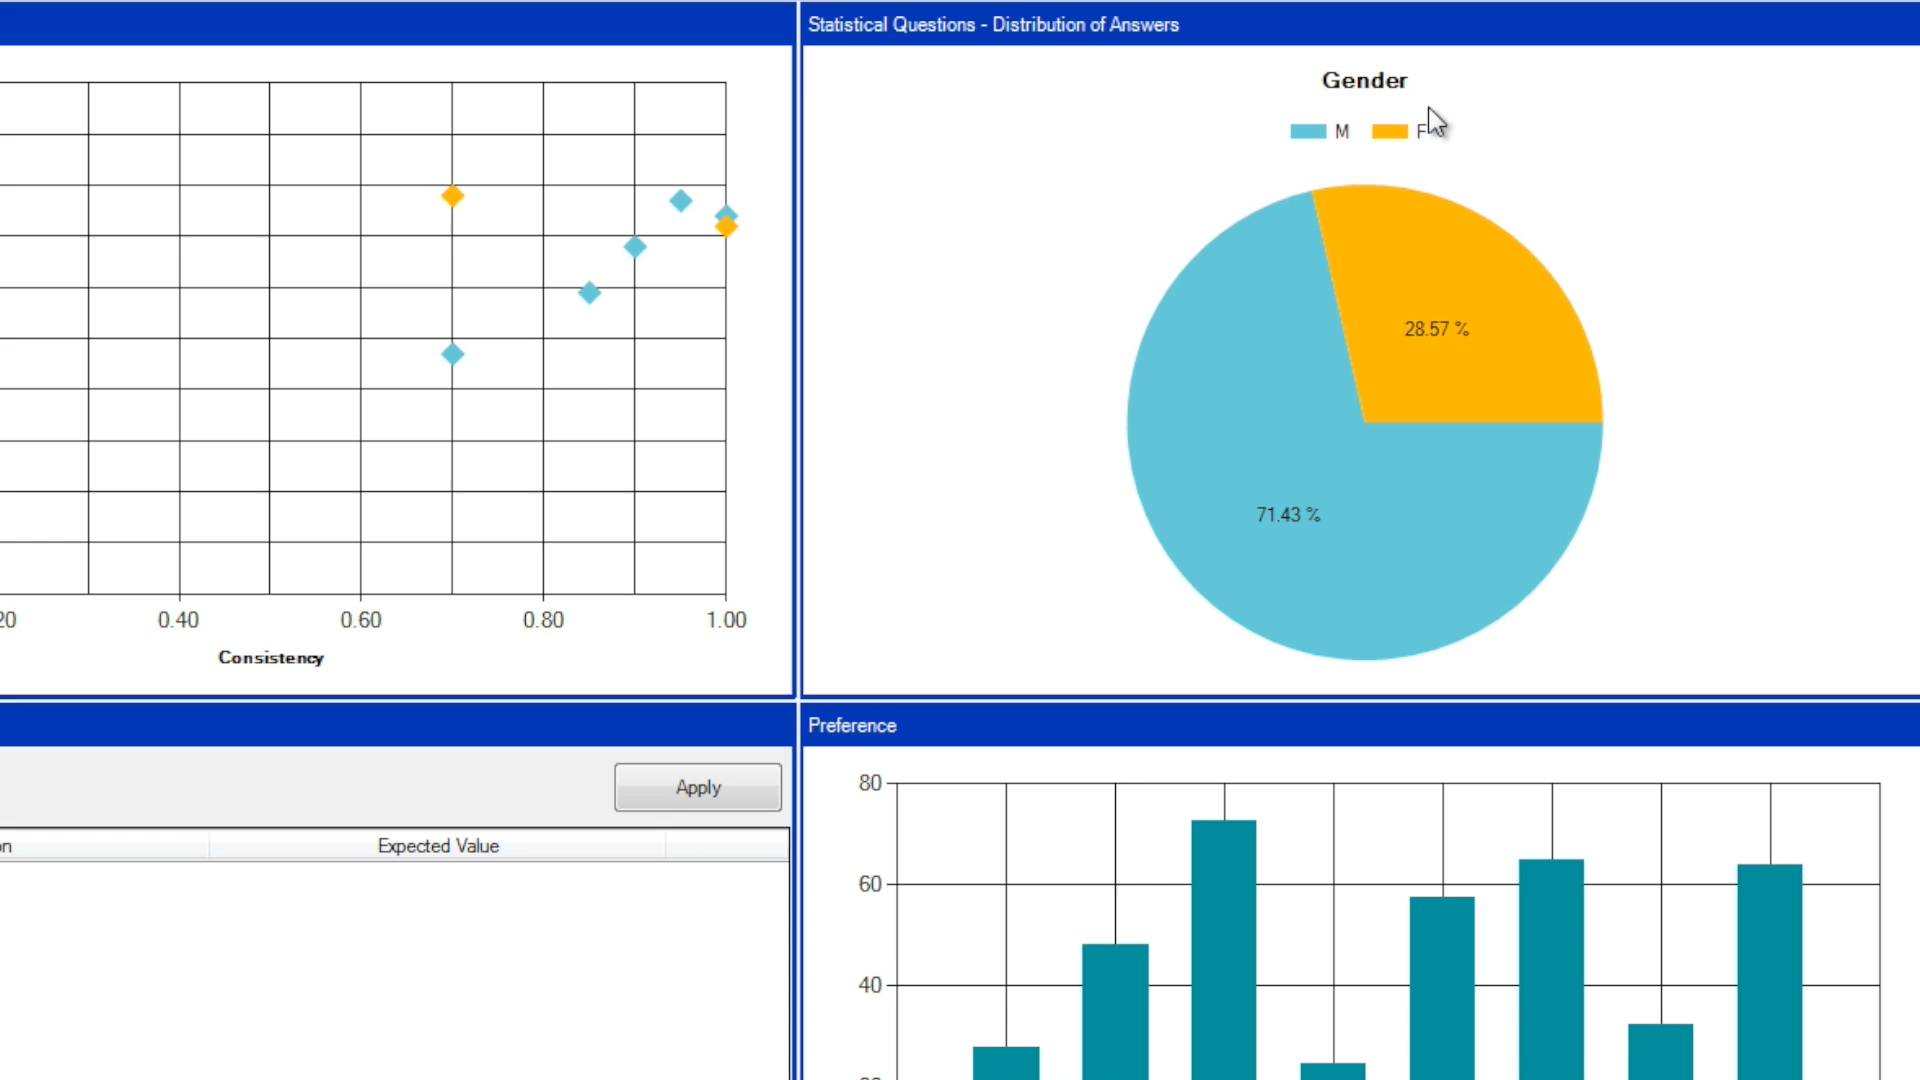 Statistical Questions - Distribution of Answers
Gender
M F
28.57 %
71.43 %
20 0.40 0.60 0.80 1.00
Consistency
Preference
Apply
on Expected Value
80
60
40